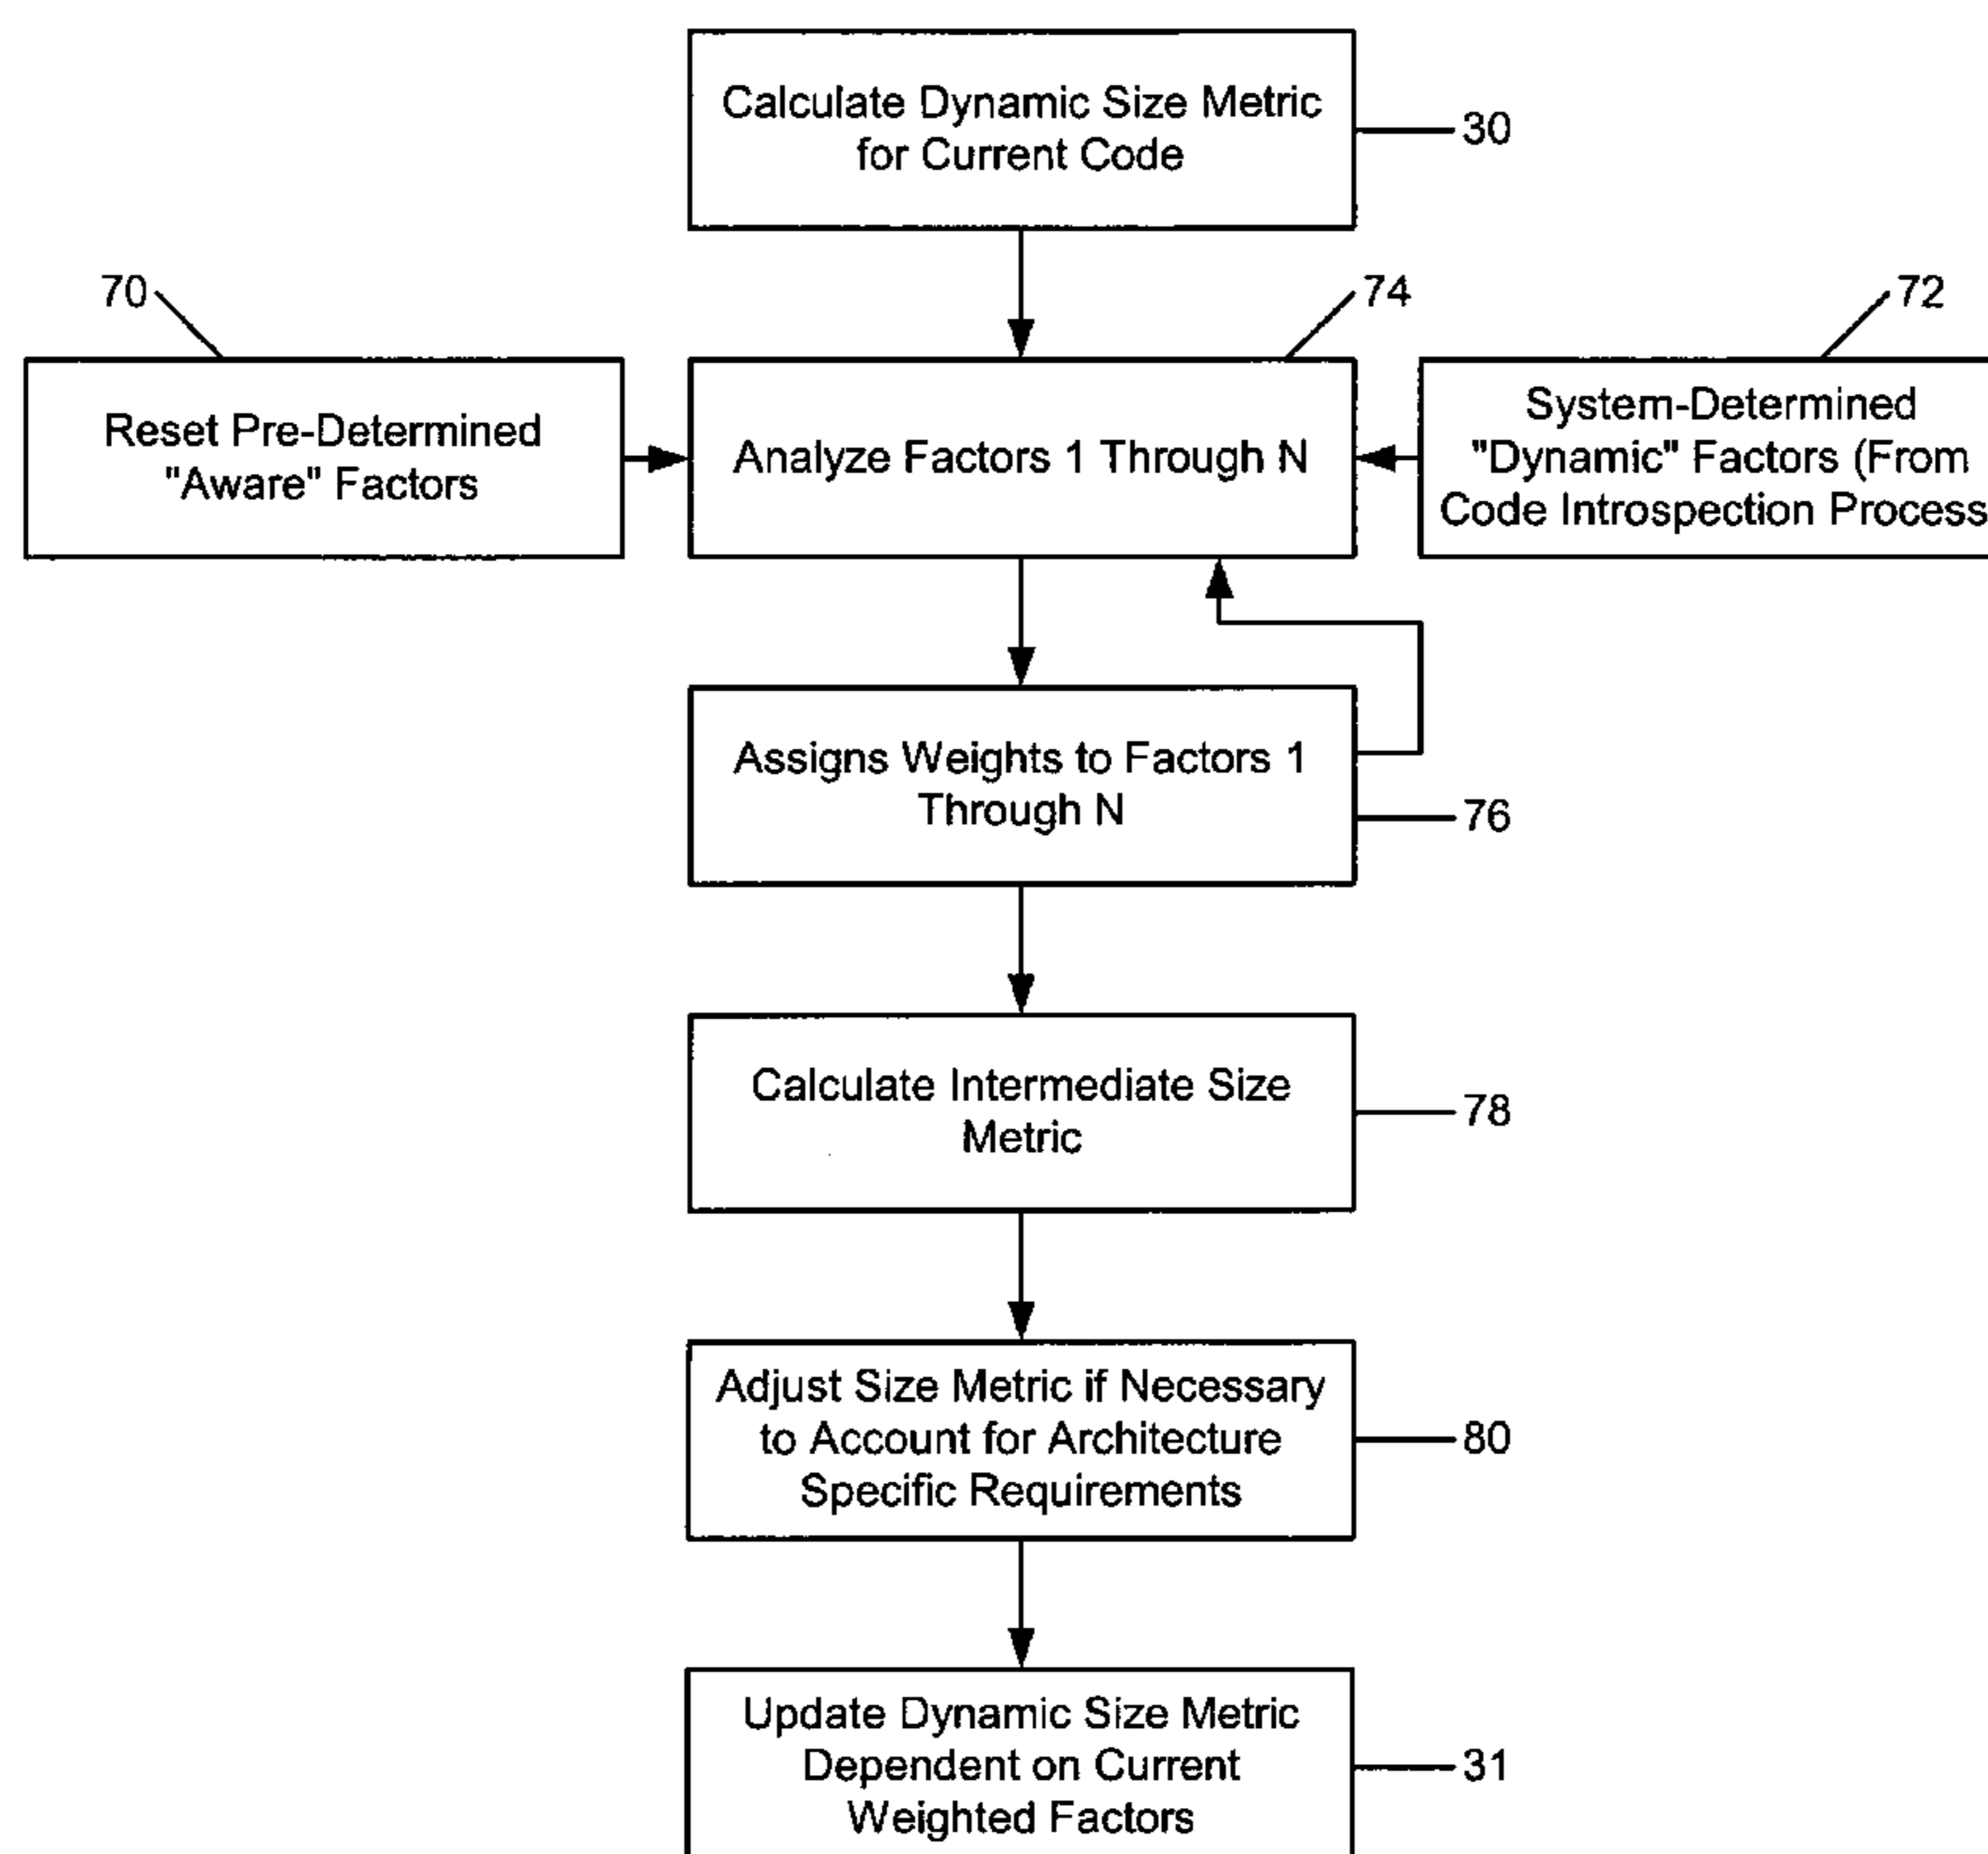 Calculate Dynamic Size Metric
for Current Code
30
70
74
72
Reset Pre-Determined
"Aware" Factors
Analyze Factors 1 Through N
System-Determined
"Dynamic" Factors (From
Code Introspection Process
Assigns Weights to Factors 1
Through N
76
Calculate Intermediate Size
Metric
78
Adjust Size Metric if Necessary
to Account for Architecture
Specific Requirements
80
Update Dynamic Size Metric
Dependent on Current
Weighted Factors
31